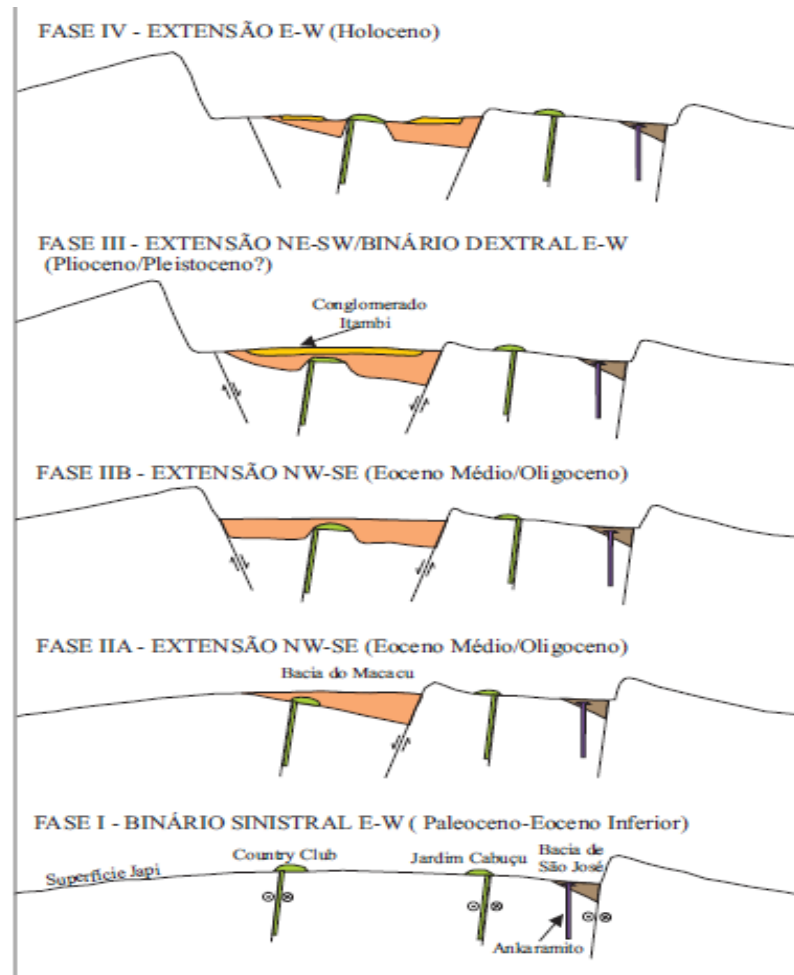 FASE IV - EXTENSÃO E-W (Holoceno)
FASE III - EXTENSÃO NE-SW/BINÁRIO DEXTRAL E-W
(Plioceno/Pleistoceno?)
Conglomerado
Itambi
FASE IIB - EXTENSÃO NW-SE (Eoceno Médio/Oligoceno)
FASE IIA - EXTENSÃO NW-SE (Eoceno Médio/Oligoceno)
Bacia do Macacu
FASE I - BINÁRIO SINISTRAL E-W ( Paleoceno-Eoceno Inferior)
Superfície Japi
Country Club
Jardim Cabuçu
Bacia de
São José
Ankaramito